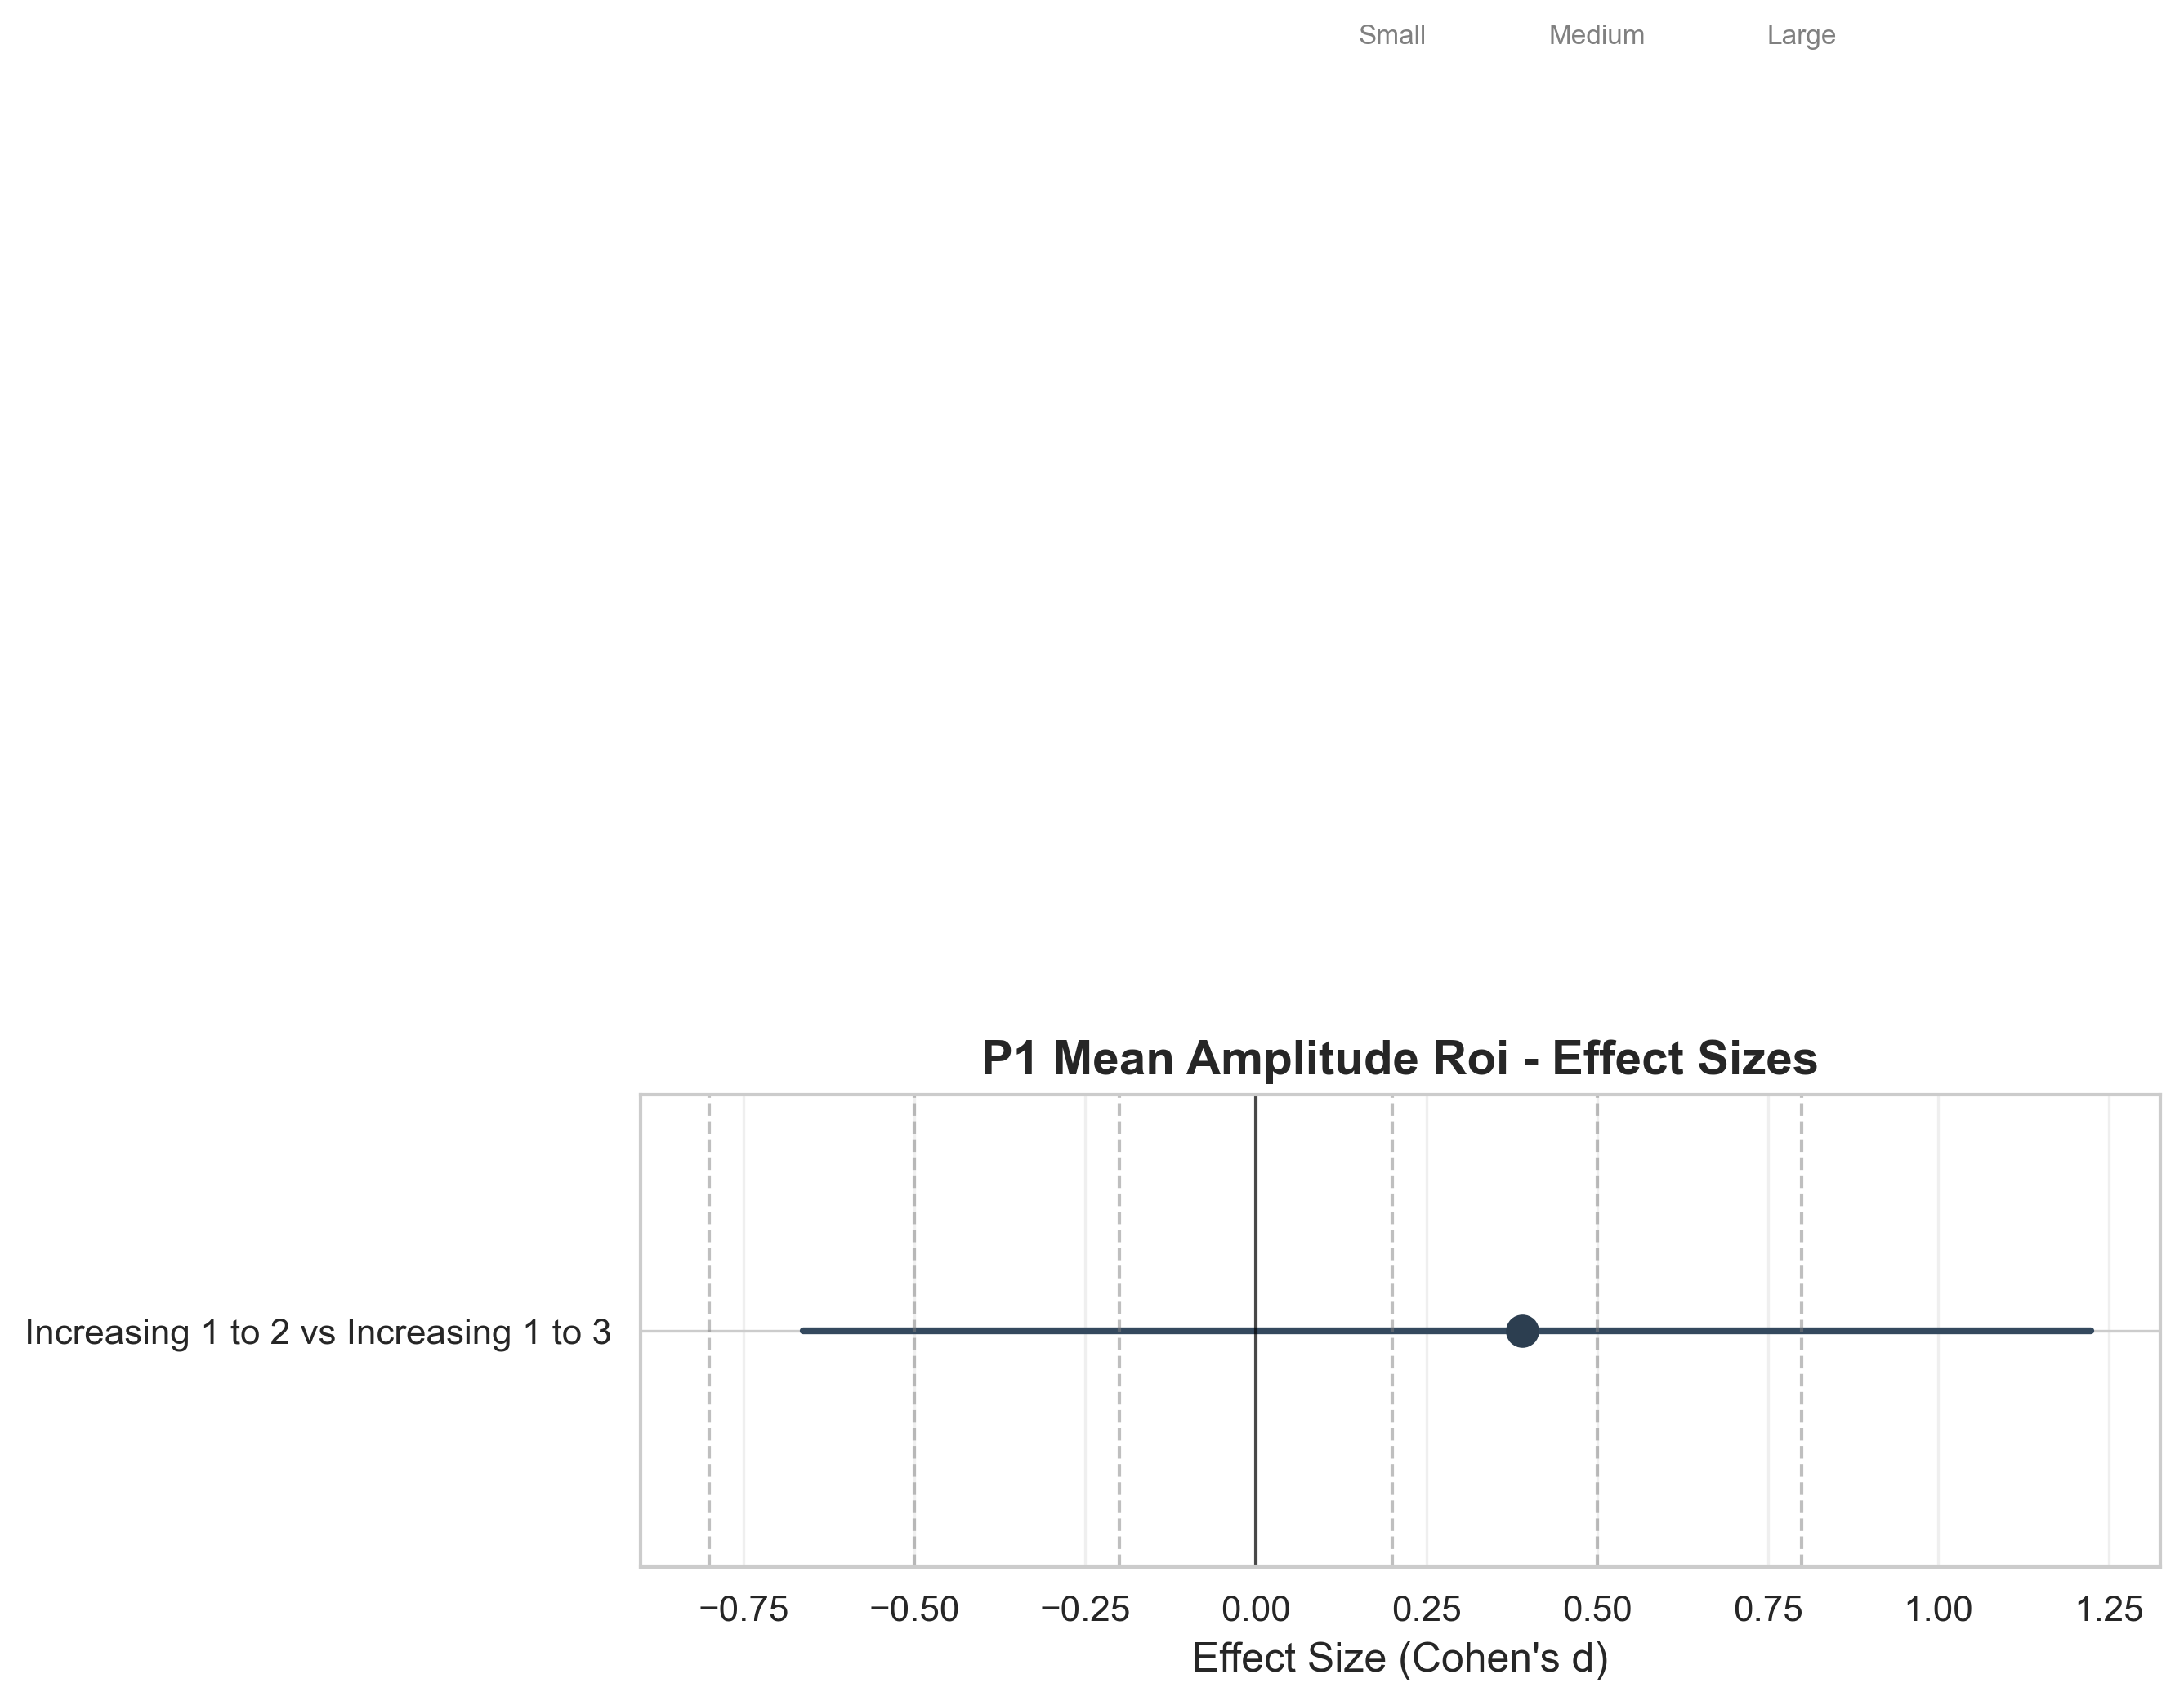 Small Medium Large
P1 Mean Amplitude Roi - Effect Sizes
Increasing 1 to 2 vs Increasing 1 to 3
−0.75 −0.50 −0.25 0.00 0.25 0.50 0.75 1.00 1.25
Effect Size (Cohen's d)